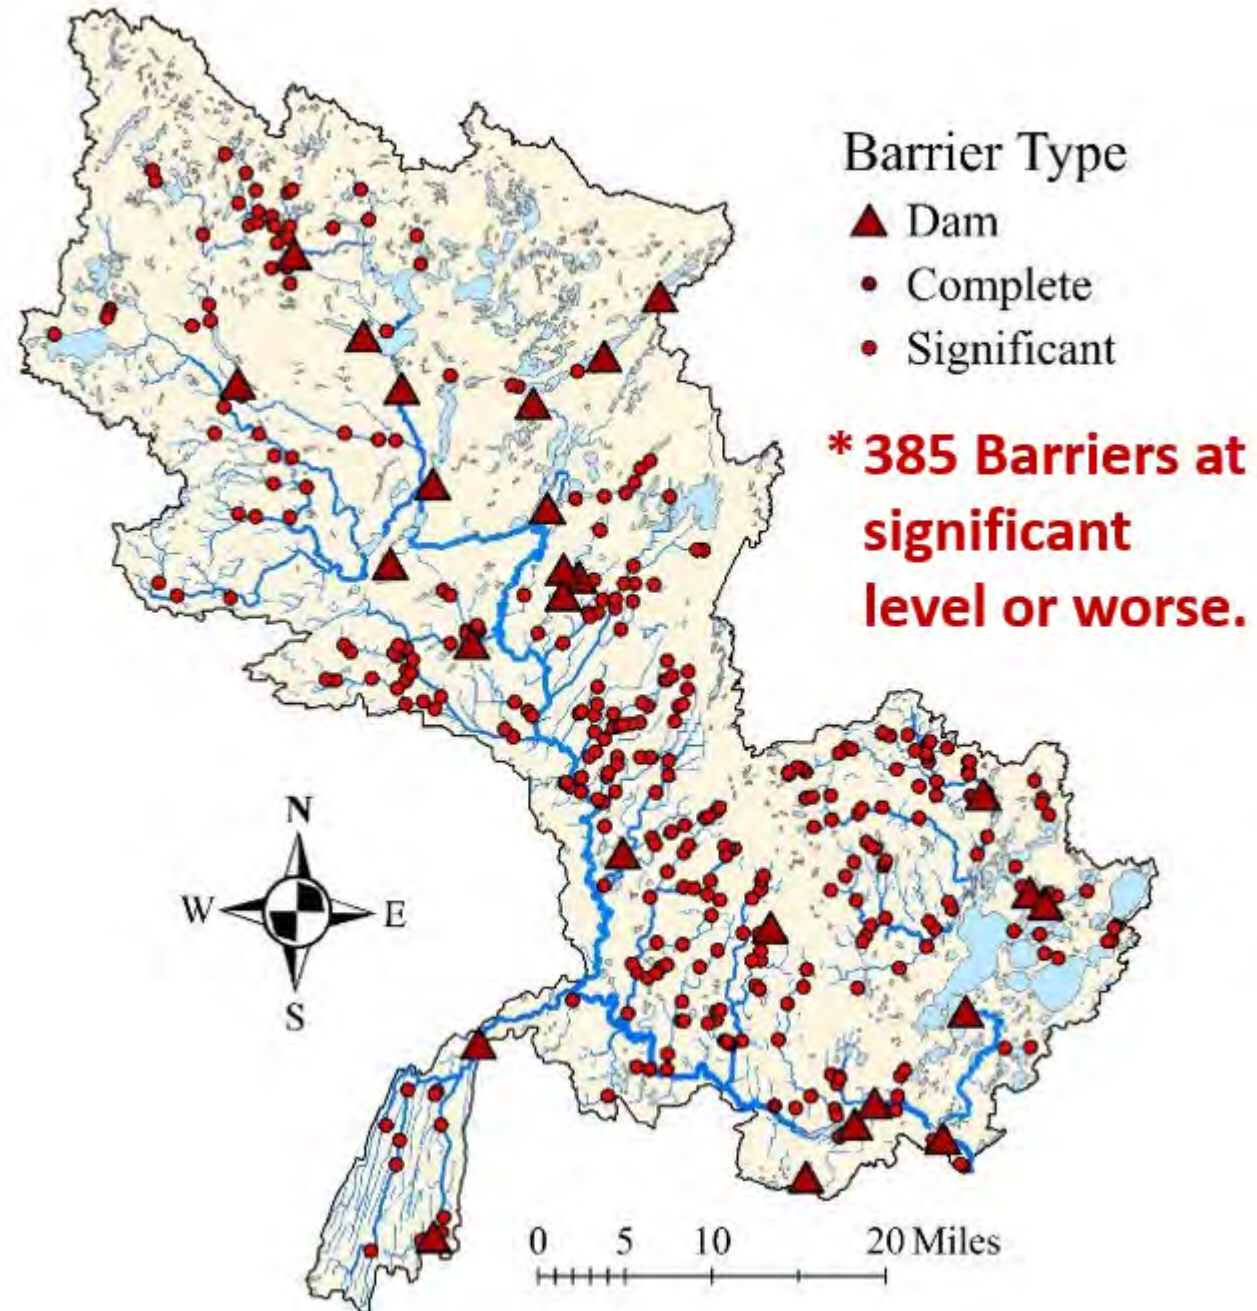 Barrier Type
Dam
Complete
Significant
* 385 Barriers at
significant
level or worse.
N
W E
S
0 5 10 20 Miles